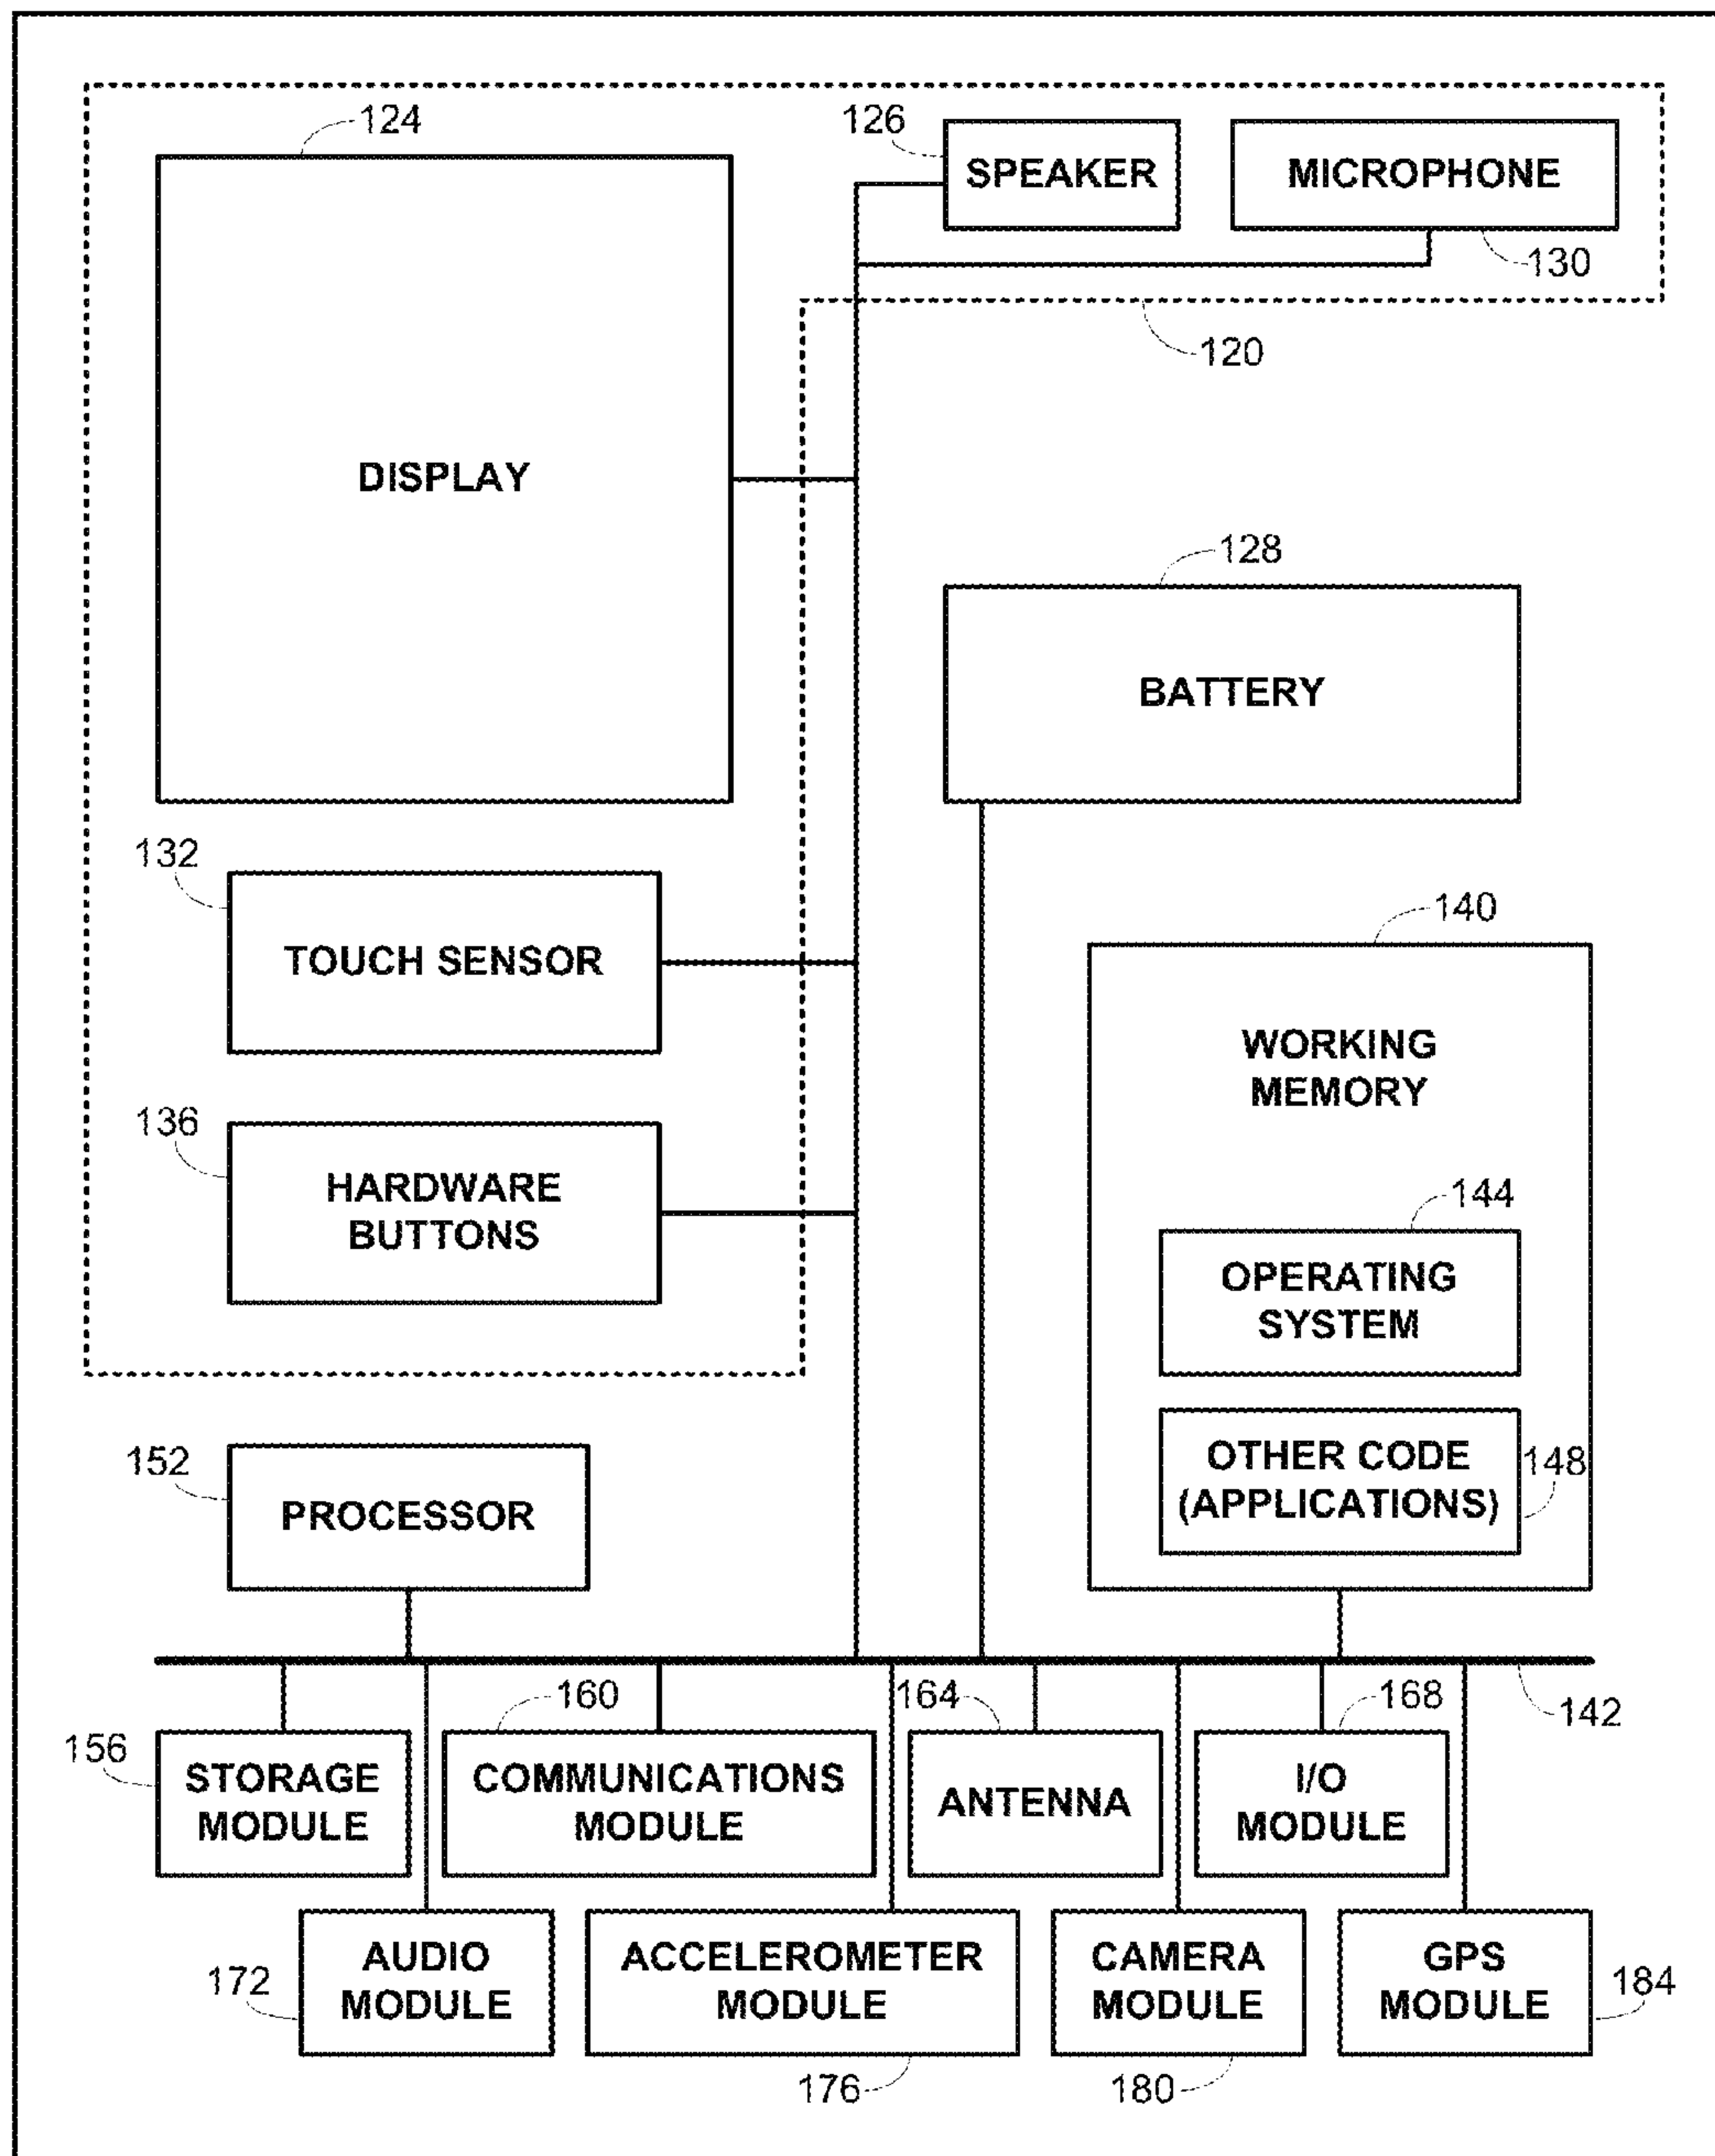 124
126
SPEAKER
MICROPHONE
130
120
DISPLAY
128
BATTERY
132
TOUCH SENSOR
140
WORKING
MEMORY
136
HARDWARE
BUTTONS
144
OPERATING
SYSTEM
152
PROCESSOR
OTHER CODE
(APPLICATIONS)
148
160
164
168
142
156
STORAGE
MODULE
COMMUNICATIONS
MODULE
ANTENNA
I/O
MODULE
172
AUDIO
MODULE
ACCELEROMETER
MODULE
CAMERA
MODULE
GPS
MODULE
184
176
180